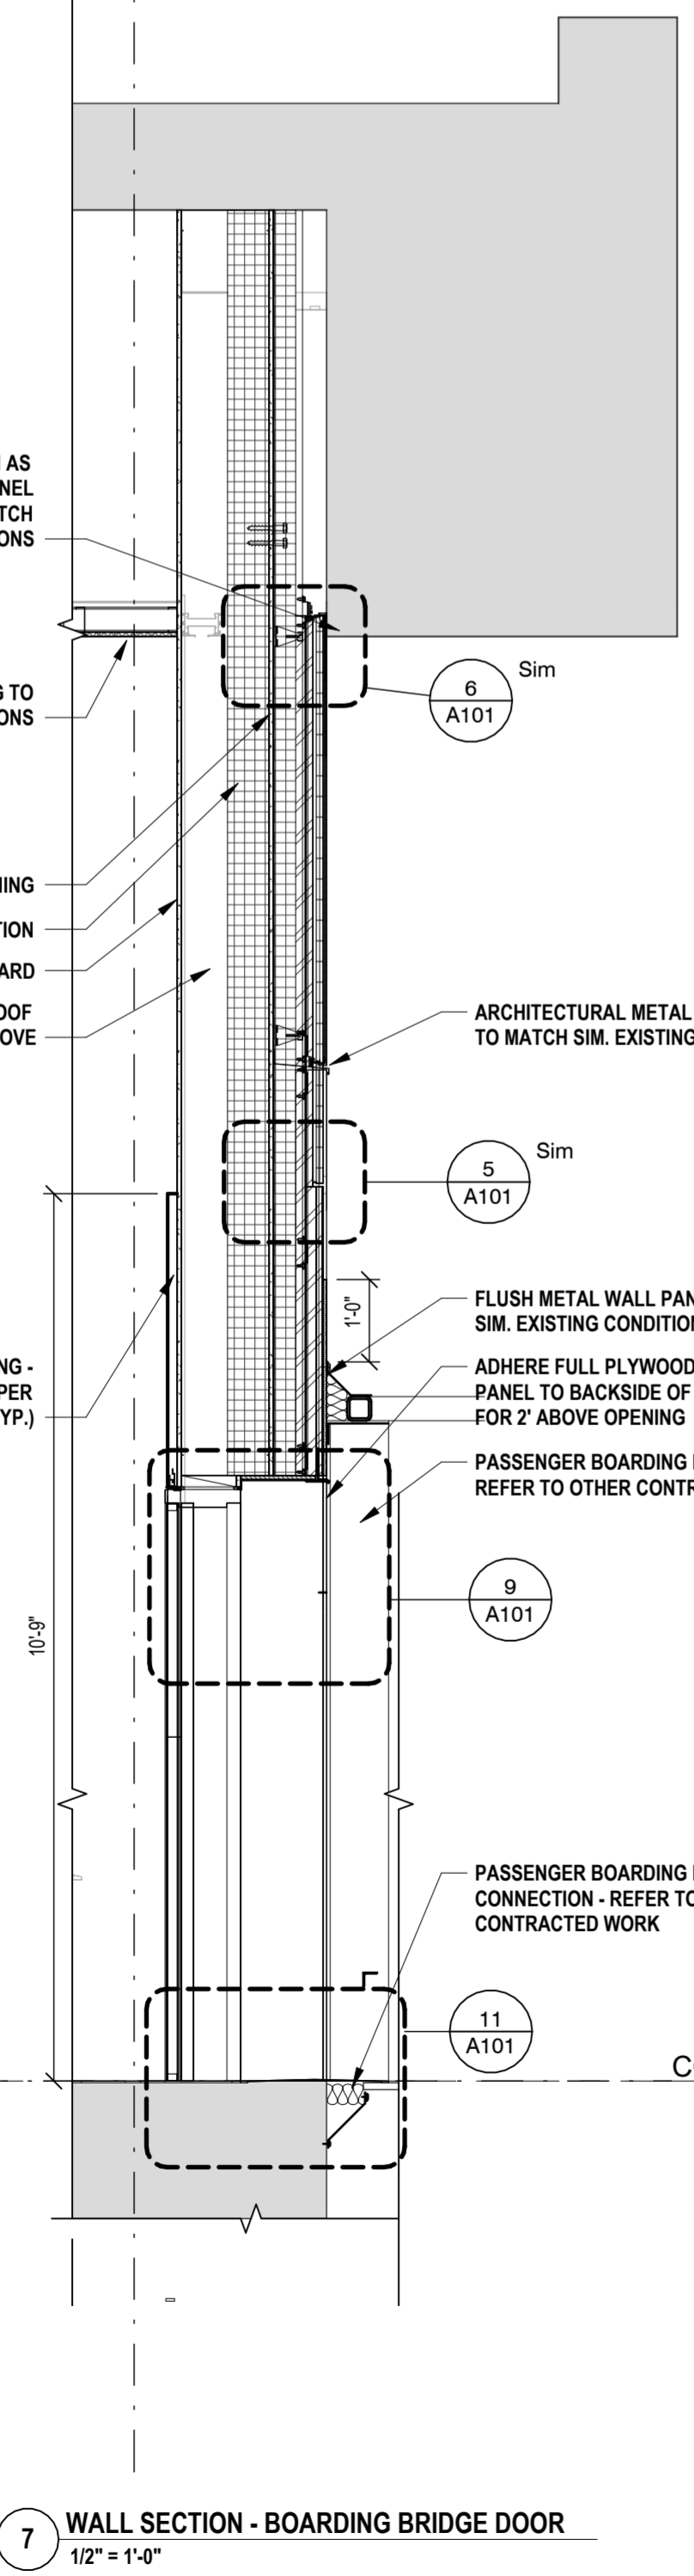 AS
NEL
TCH
ONS
6
A101
Sim
G TO
ONS
HING
TION
ARD
OOF
OVE
ARCHITECTURAL METAL
TO MATCH SIM. EXISTING
5
A101
Sim
1'-0"
FLUSH METAL WALL PAN
SIM. EXISTING CONDITION
ADHERE FULL PLYWOOD
PANEL TO BACKSIDE OF
FOR 2' ABOVE OPENING
NG -
PER
YP.)
PASSENGER BOARDING
REFER TO OTHER CONTR
9
A101
10'-9"
PASSENGER BOARDING
CONNECTION - REFER TO
CONTRACTED WORK
11
A101
7
WALL SECTION - BOARDING BRIDGE DOOR
1/2" = 1'-0"